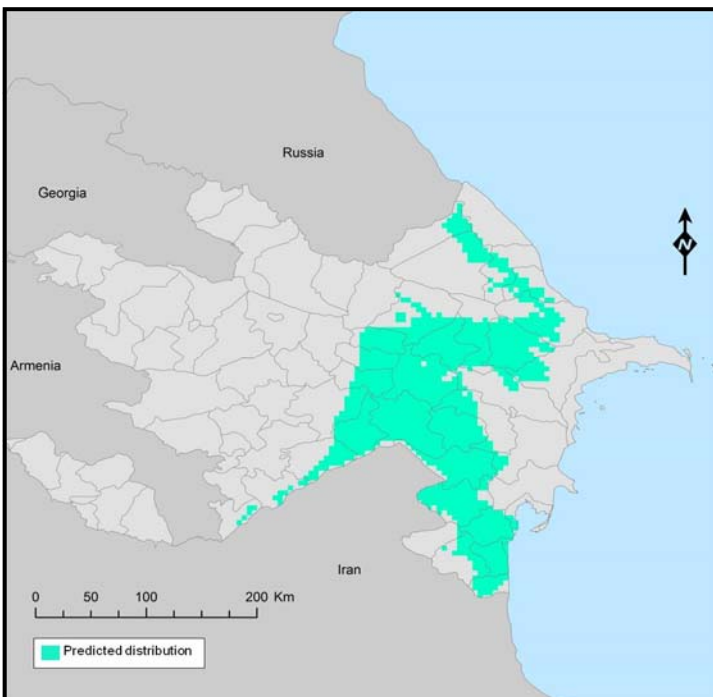 Russia
Georgia
N
Armenia
Iran
0 50 100 200 Km
Predicted distribution